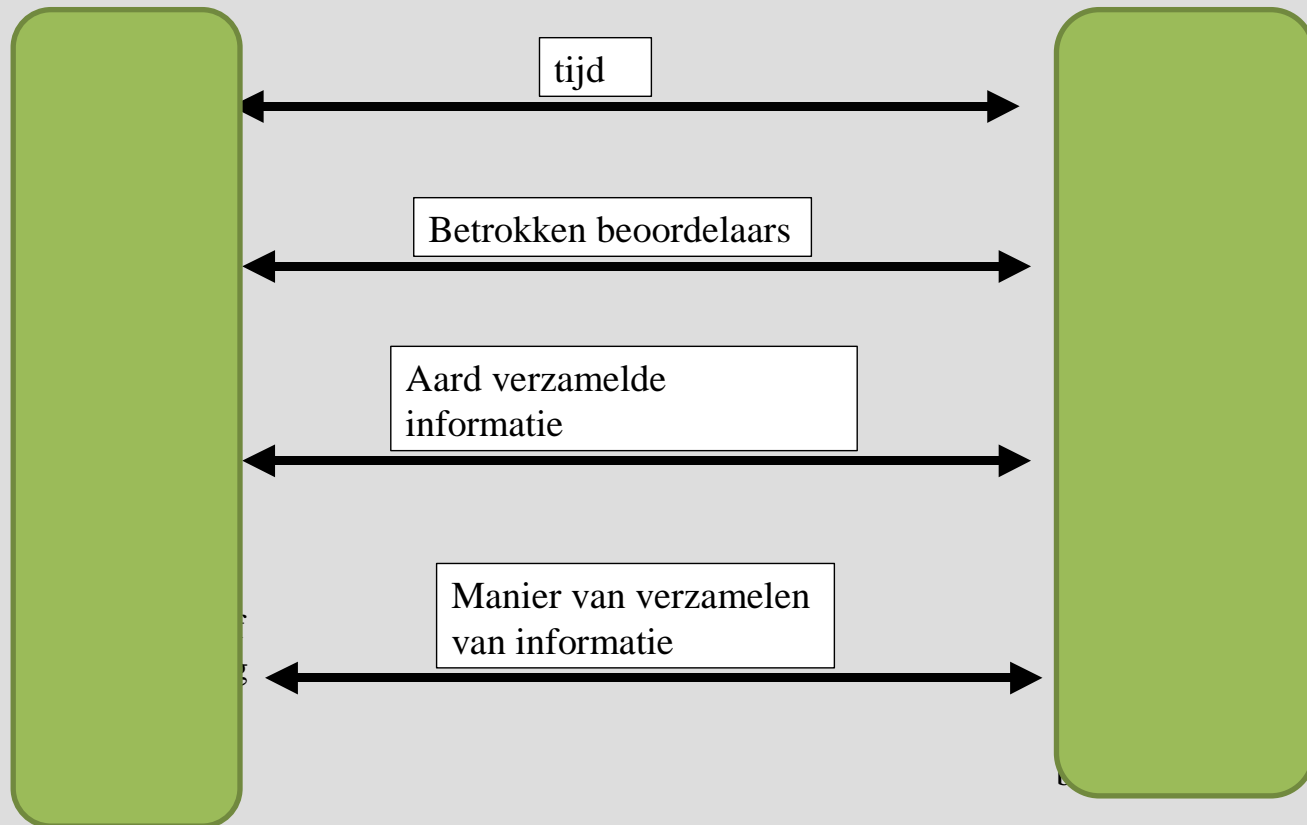 tijd
Betrokken beoordelaars
Aard verzamelde
informatie
Manier van verzamelen
van informatie